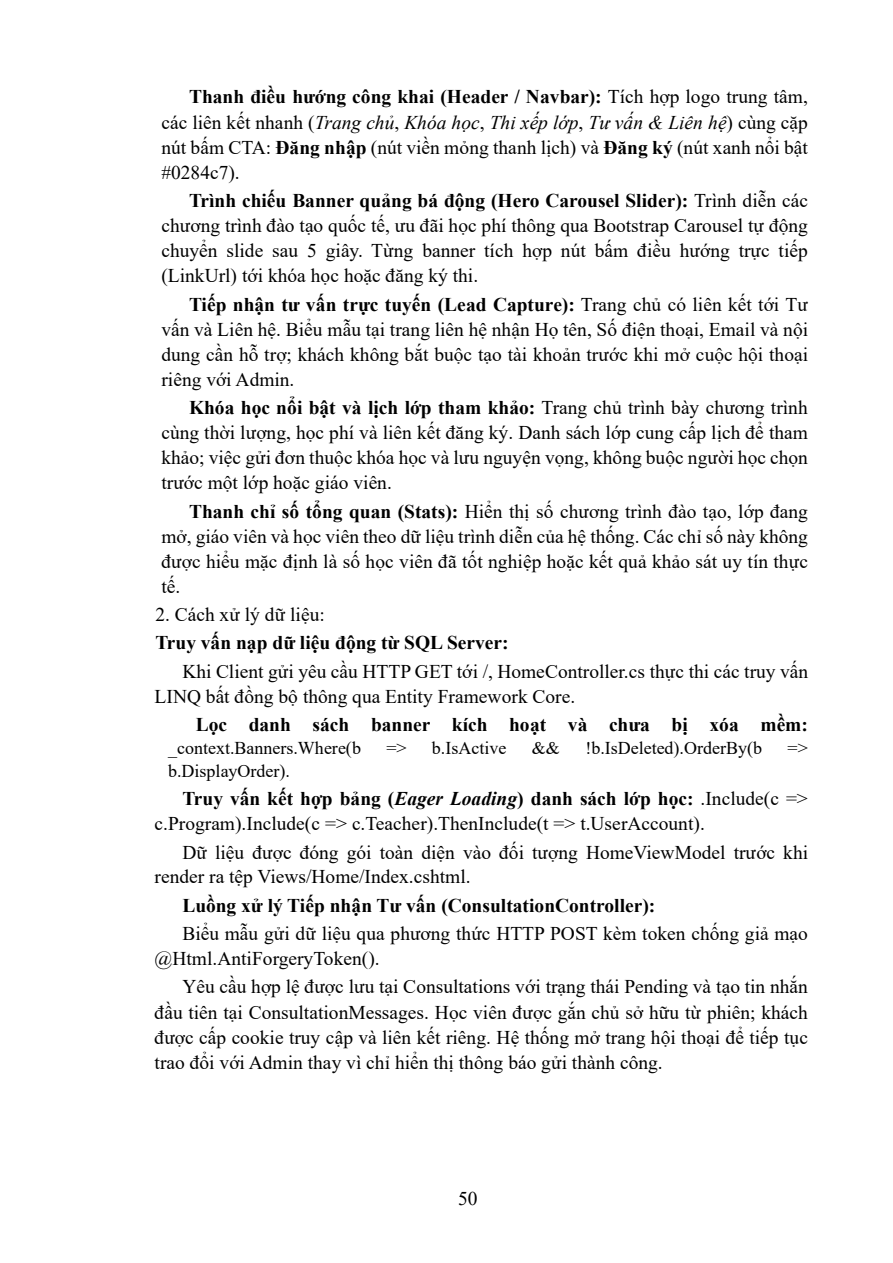 Thanh điều hướng công khai (Header / Navbar): Tích hợp logo trung tâm,
các liên kết nhanh (Trang chủ, Khóa học, Thi xếp lớp, Tư vấn & Liên hệ) cùng cặp
nút bấm CTA: Đăng nhập (nút viền mỏng thanh lịch) và Đăng ký (nút xanh nổi bật
#0284c7).
Trình chiếu Banner quảng bá động (Hero Carousel Slider): Trình diễn các
chương trình đào tạo quốc tế, ưu đãi học phí thông qua Bootstrap Carousel tự động
chuyển slide sau 5 giây. Từng banner tích hợp nút bấm điều hướng trực tiếp
(LinkUrl) tới khóa học hoặc đăng ký thi.
Tiếp nhận tư vấn trực tuyến (Lead Capture): Trang chủ có liên kết tới Tư
vấn và Liên hệ. Biểu mẫu tại trang liên hệ nhận Họ tên, Số điện thoại, Email và nội
dung cần hỗ trợ; khách không bắt buộc tạo tài khoản trước khi mở cuộc hội thoại
riêng với Admin.
Khóa học nổi bật và lịch lớp tham khảo: Trang chủ trình bày chương trình
cùng thời lượng, học phí và liên kết đăng ký. Danh sách lớp cung cấp lịch để tham
khảo; việc gửi đơn thuộc khóa học và lưu nguyện vọng, không buộc người học chọn
trước một lớp hoặc giáo viên.
Thanh chỉ số tổng quan (Stats): Hiển thị số chương trình đào tạo, lớp đang
mở, giáo viên và học viên theo dữ liệu trình diễn của hệ thống. Các chỉ số này không
được hiểu mặc định là số học viên đã tốt nghiệp hoặc kết quả khảo sát uy tín thực
tế.
2. Cách xử lý dữ liệu:
Truy vấn nạp dữ liệu động từ SQL Server:
Khi Client gửi yêu cầu HTTP GET tới /, HomeController.cs thực thi các truy vấn
LINQ bất đồng bộ thông qua Entity Framework Core.
Lọc danh sách banner kích hoạt và chưa bị xóa mềm:
_context.Banners.Where(b => b.IsActive && !b.IsDeleted).OrderBy(b =>
b.DisplayOrder).
Truy vấn kết hợp bảng (Eager Loading) danh sách lớp học: .Include(c =>
c.Program).Include(c => c.Teacher).ThenInclude(t => t.UserAccount).
Dữ liệu được đóng gói toàn diện vào đối tượng HomeViewModel trước khi
render ra tệp Views/Home/Index.cshtml.
Luồng xử lý Tiếp nhận Tư vấn (ConsultationController):
Biểu mẫu gửi dữ liệu qua phương thức HTTP POST kèm token chống giả mạo
@Html.AntiForgeryToken().
Yêu cầu hợp lệ được lưu tại Consultations với trạng thái Pending và tạo tin nhắn
đầu tiên tại ConsultationMessages. Học viên được gắn chủ sở hữu từ phiên; khách
được cấp cookie truy cập và liên kết riêng. Hệ thống mở trang hội thoại để tiếp tục
trao đổi với Admin thay vì chỉ hiển thị thông báo gửi thành công.
50